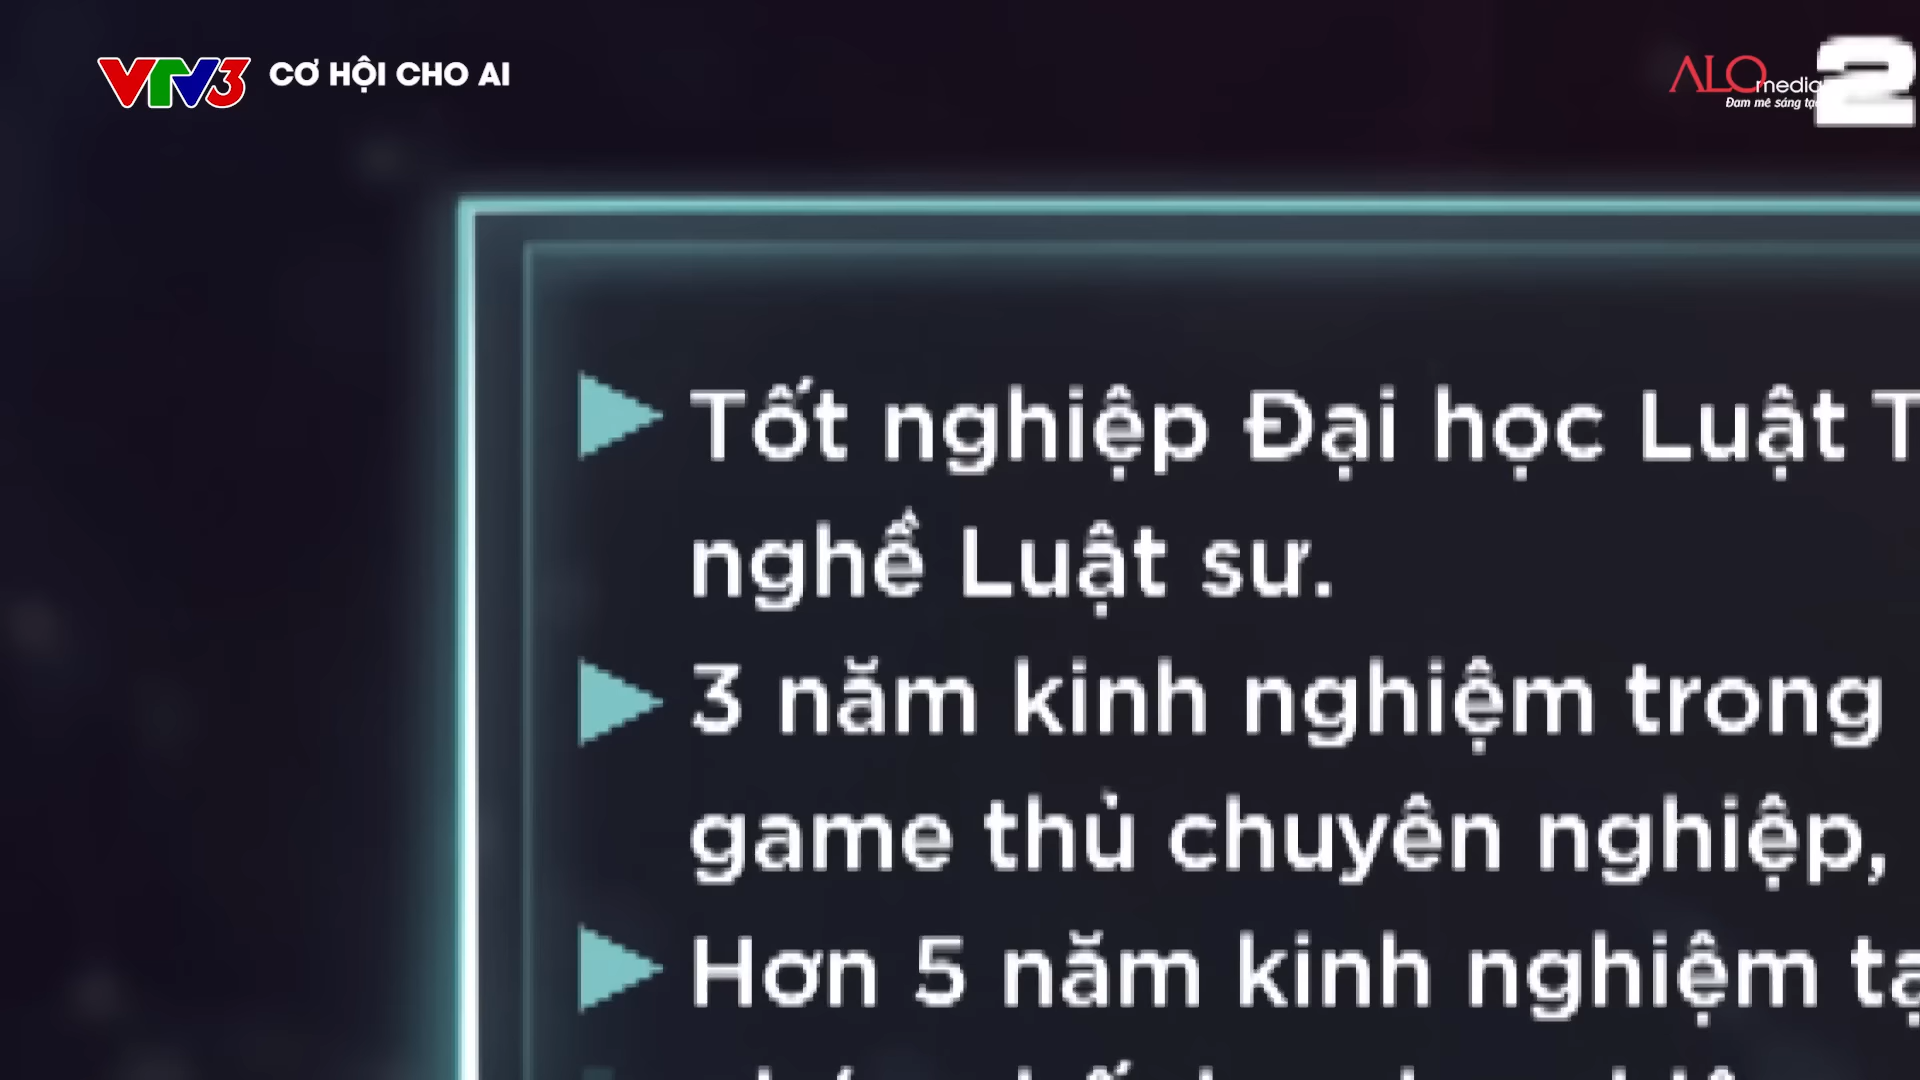 VTV3 CƠ HỘI CHO AI
ALO media
Đam mê sáng tạo
2
Tốt nghiệp Đại học Luật T
nghề Luật sư.
3 năm kinh nghiệm trong
game thủ chuyên nghiệp,
Hơn 5 năm kinh nghiệm tạ